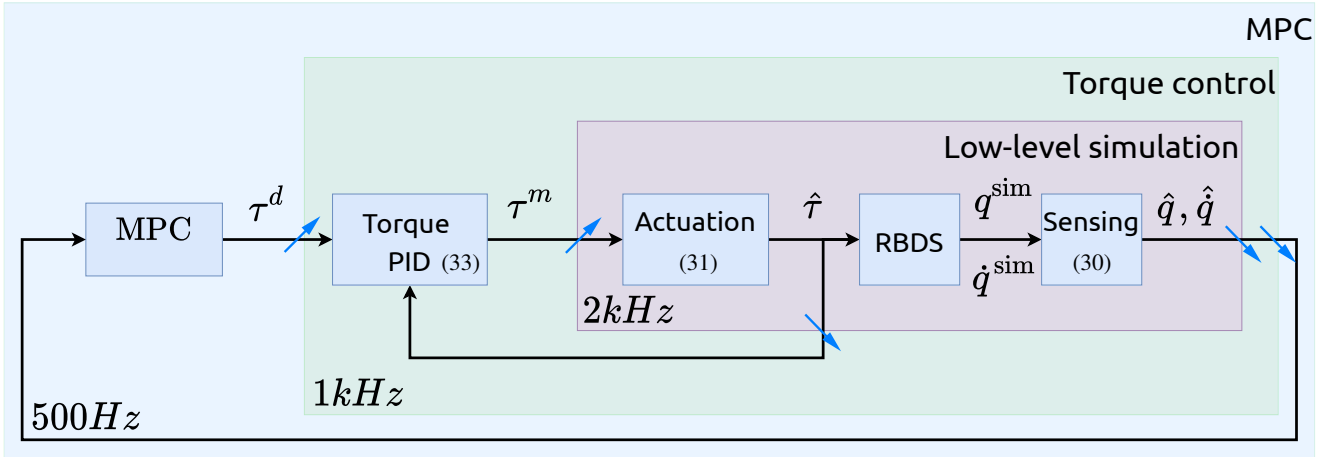 MPC
Torque control
Low-level simulation
MPC
τ^d
Torque
PID (33)
τ^m
Actuation
(31)
τ̂
RBDS
q^sim
q̇^sim
Sensing
(30)
q̂, q̇̂
2kHz
1kHz
500Hz